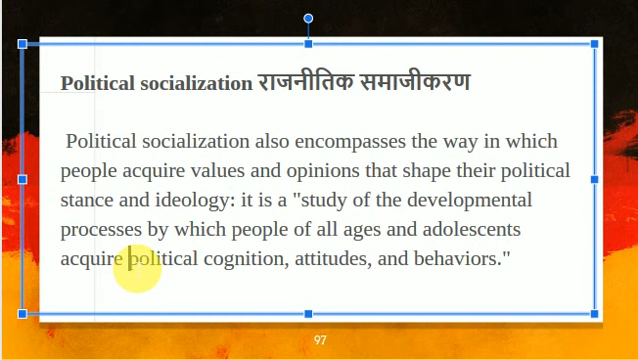 Political socialization राजनीतिक समाजीकरण
Political socialization also encompasses the way in which
people acquire values and opinions that shape their political
stance and ideology: it is a "study of the developmental
processes by which people of all ages and adolescents
acquire political cognition, attitudes, and behaviors."
97